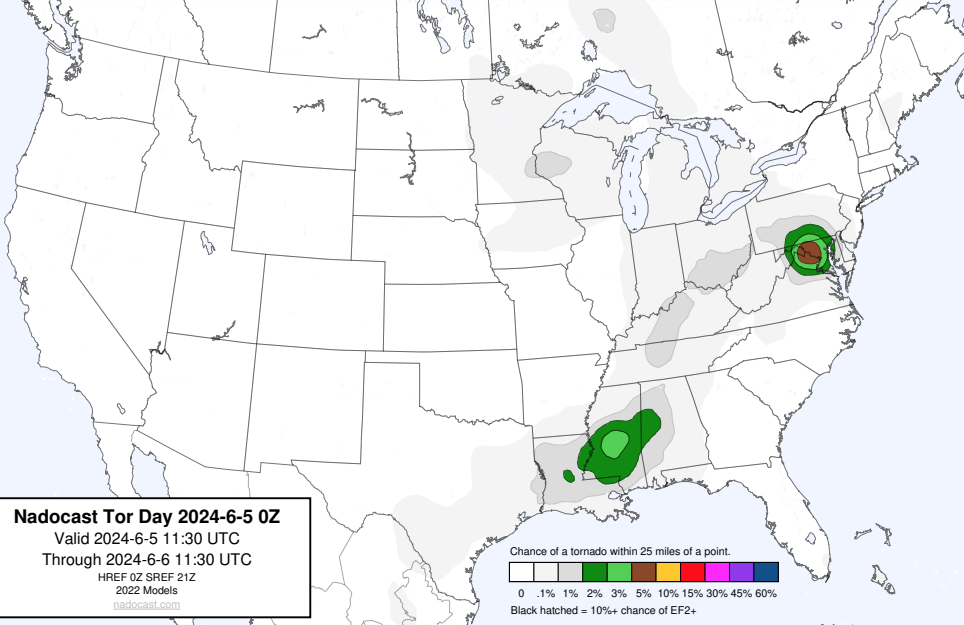 Nadocast Tor Day 2024-6-5 0Z
Valid 2024-6-5 11:30 UTC
Through 2024-6-6 11:30 UTC
HREF 0Z SREF 21Z
2022 Models
nadocast.com
Chance of a tornado within 25 miles of a point.
0 .1% 1% 2% 3% 5% 10% 15% 30% 45% 60%
Black hatched = 10%+ chance of EF2+